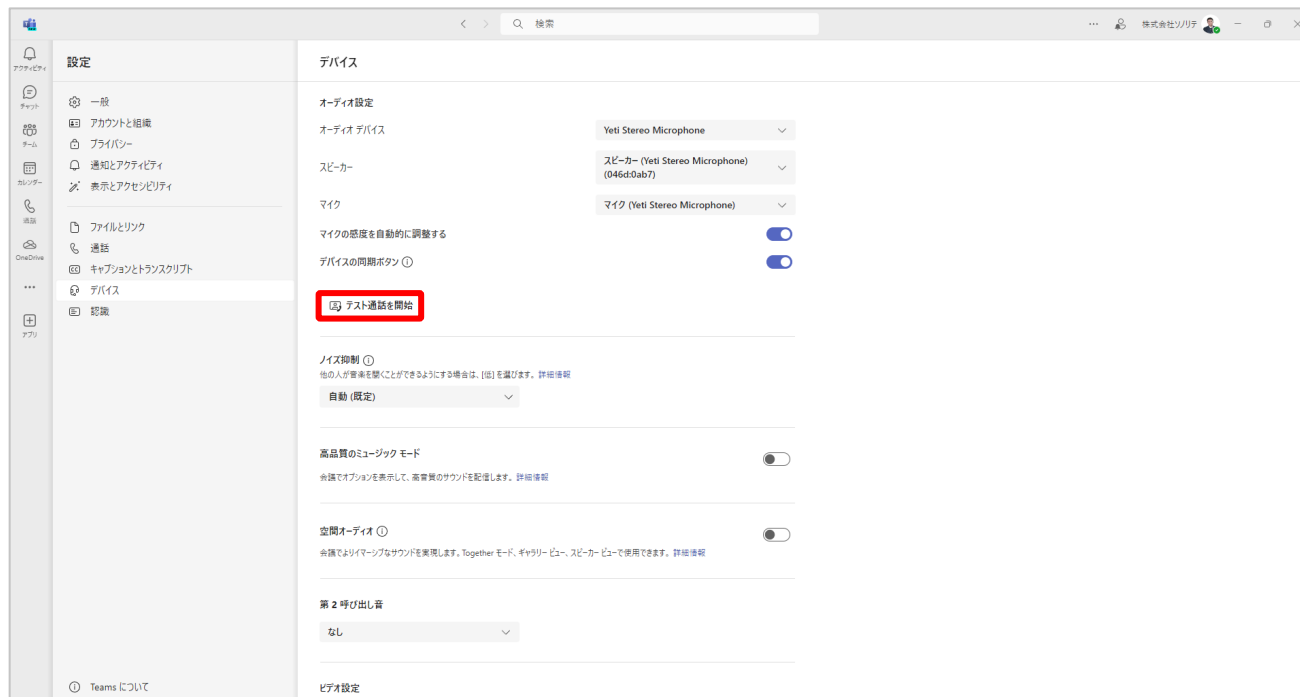 検索
株式会社ソノリテ
アクティビティ
チャット
チーム
カレンダー
通話
OneDrive
アプリ
設定
一般
アカウントと組織
プライバシー
通知とアクティビティ
表示とアクセシビリティ
ファイルとリンク
通話
キャプションとトランスクリプト
デバイス
認識
Teams について
デバイス
オーディオ設定
オーディオ デバイス
Yeti Stereo Microphone
スピーカー
スピーカー (Yeti Stereo Microphone)
(046d:0ab7)
マイク
マイク (Yeti Stereo Microphone)
マイクの感度を自動的に調整する
デバイスの同期ボタン
テスト通話を開始
ノイズ抑制
他の人が音楽を聞くことができるようにする場合は、[低] を選びます。 詳細情報
自動 (既定)
高品質のミュージック モード
会議でオプションを表示して、高音質のサウンドを配信します。 詳細情報
空間オーディオ
会議でよりイマーシブなサウンドを実現します。Together モード、ギャラリー ビュー、スピーカー ビューで使用できます。 詳細情報
第 2 呼び出し音
なし
ビデオ設定